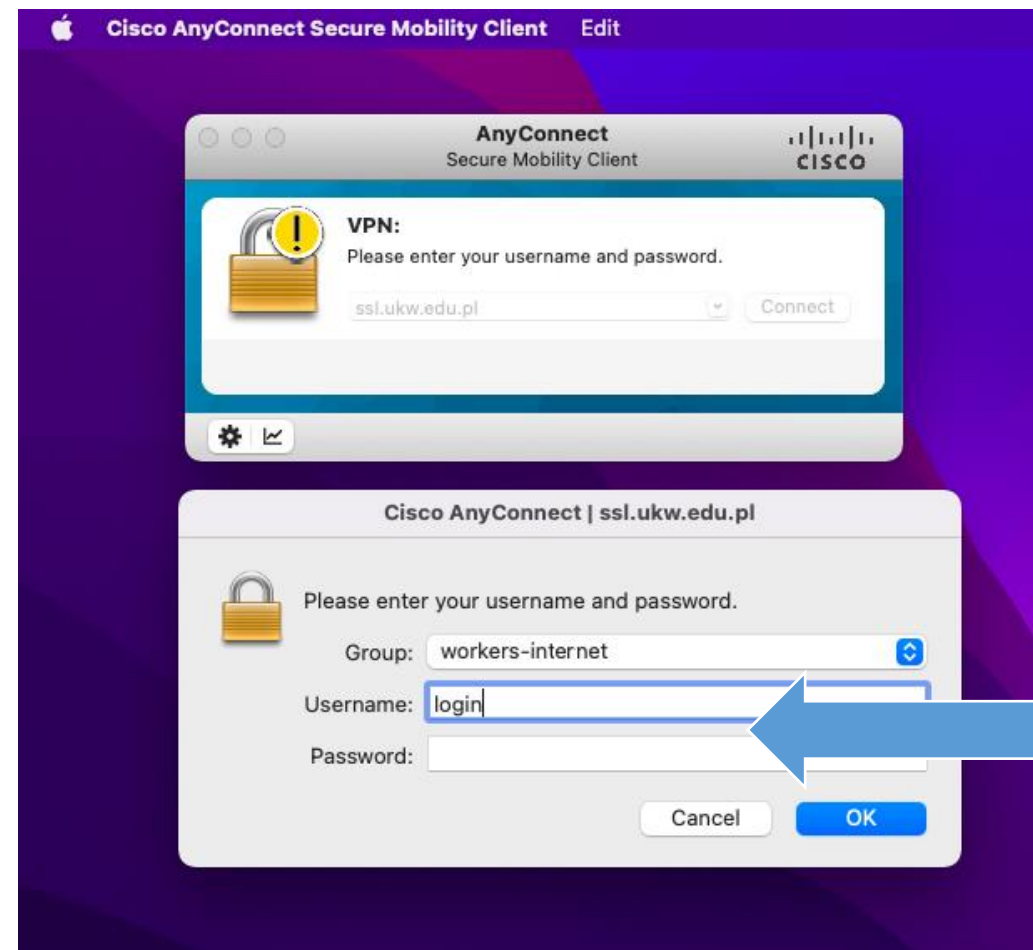 Cisco AnyConnect Secure Mobility Client Edit
AnyConnect
Secure Mobility Client
CISCO
VPN:
Please enter your username and password.
ssl.ukw.edu.pl Connect
Cisco AnyConnect | ssl.ukw.edu.pl
Please enter your username and password.
Group: workers-internet
Username: login
Password:
Cancel OK